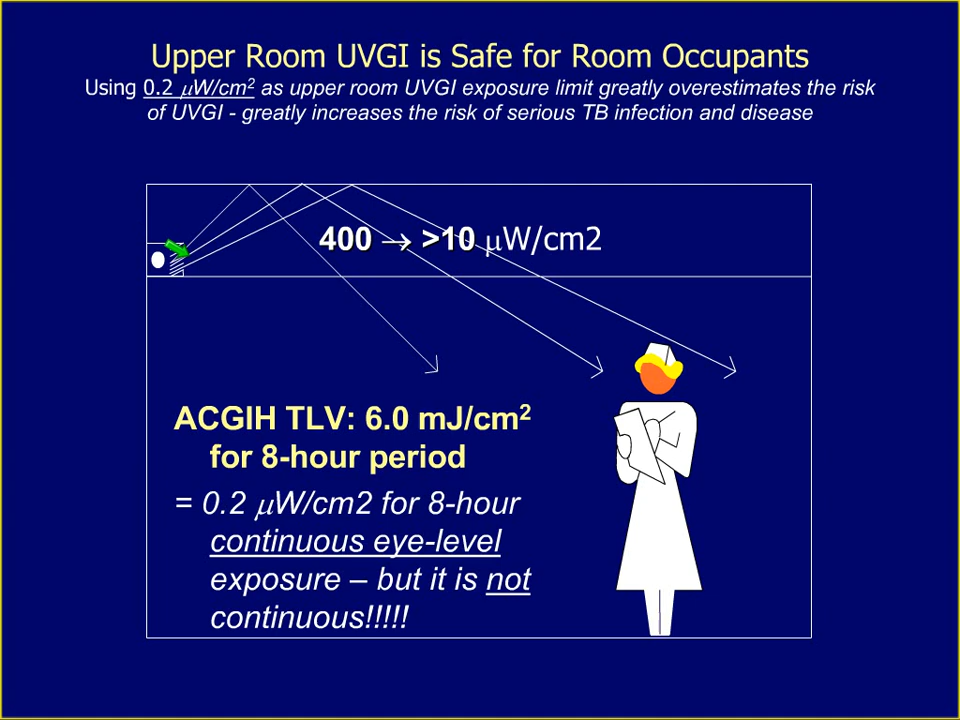 Upper Room UVGI is Safe for Room Occupants
Using 0.2 μW/cm² as upper room UVGI exposure limit greatly overestimates the risk
of UVGI - greatly increases the risk of serious TB infection and disease
400 → >10 μW/cm2
ACGIH TLV: 6.0 mJ/cm²
for 8-hour period
= 0.2 μW/cm2 for 8-hour
continuous eye-level
exposure – but it is not
continuous!!!!!